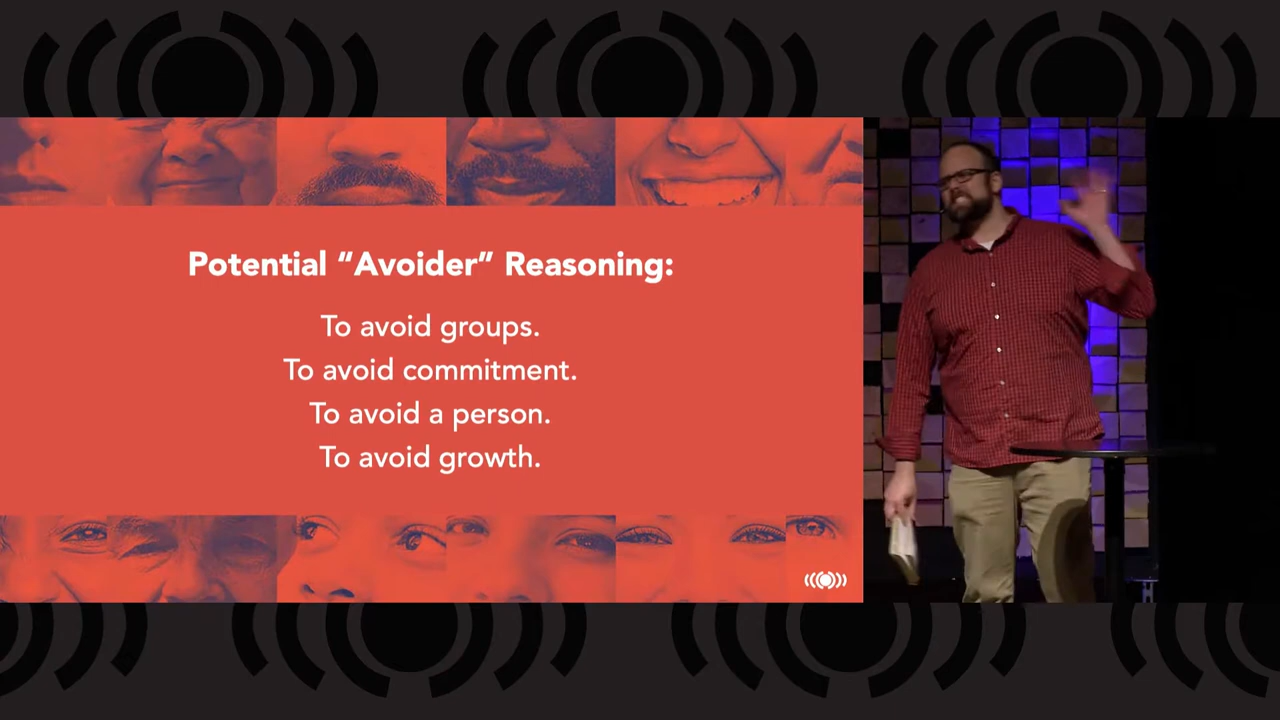 Potential “Avoider” Reasoning:
To avoid groups.
To avoid commitment.
To avoid a person.
To avoid growth.